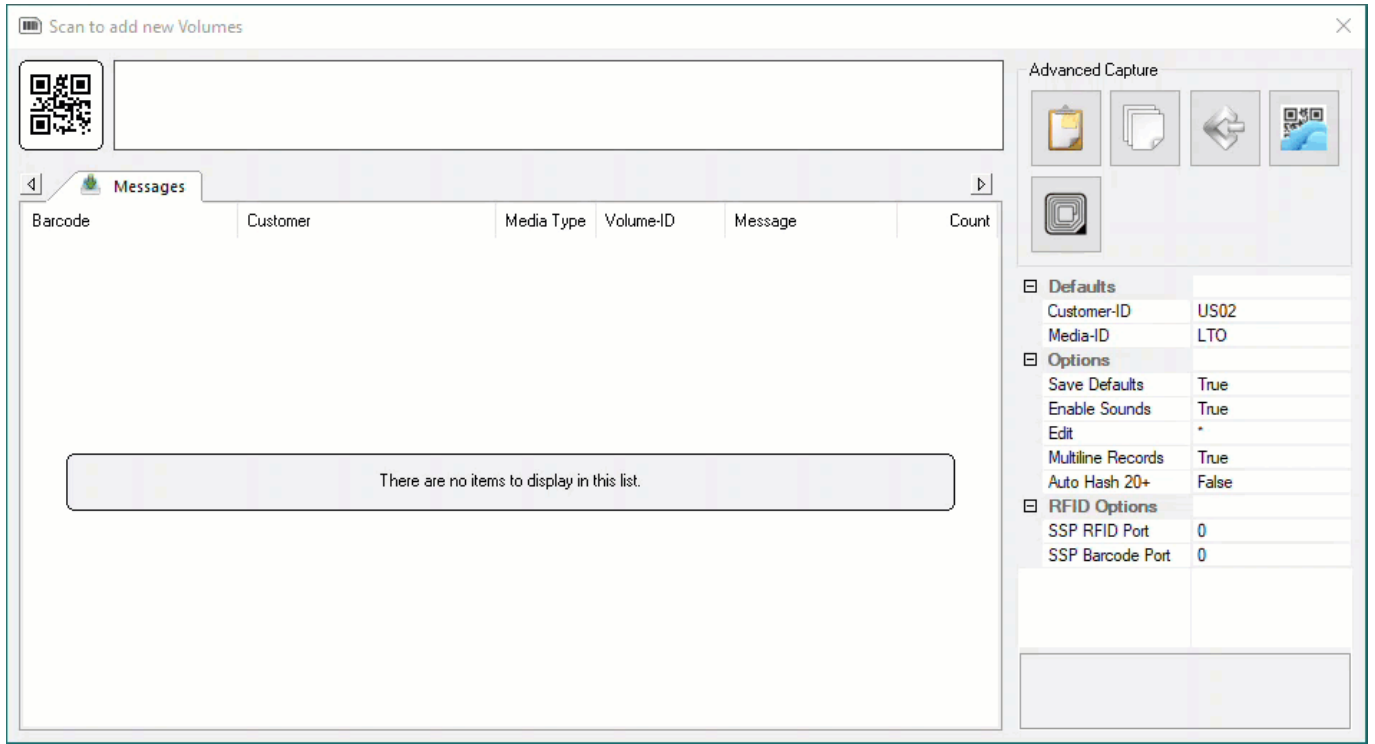 Scan to add new Volumes
Messages
Barcode Customer Media Type Volume-ID Message Count
There are no items to display in this list.
Advanced Capture
Defaults
Customer-ID US02
Media-ID LTO
Options
Save Defaults True
Enable Sounds True
Edit *
Multiline Records True
Auto Hash 20+ False
RFID Options
SSP RFID Port 0
SSP Barcode Port 0